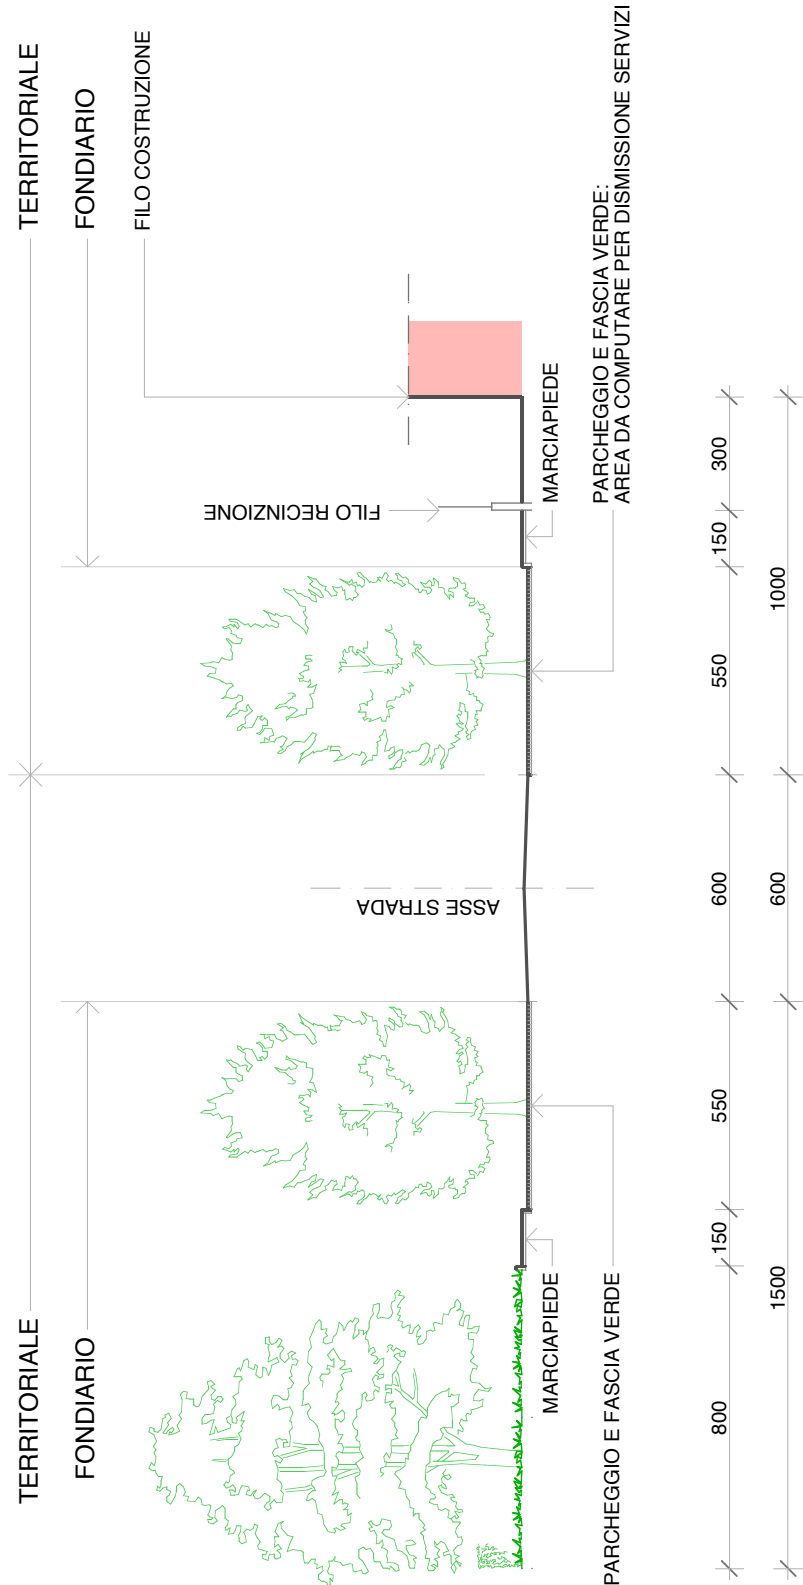 TERRITORIALE
TERRITORIALE
FONDIARIO
FONDIARIO
FILO COSTRUZIONE
FILO RECINZIONE
ASSE STRADA
MARCIAPIEDE
MARCIAPIEDE
PARCHEGGIO E FASCIA VERDE
PARCHEGGIO E FASCIA VERDE:
AREA DA COMPUTARE PER DISMISSIONE SERVIZI
800
150
550
600
550
150
300
1500
600
1000